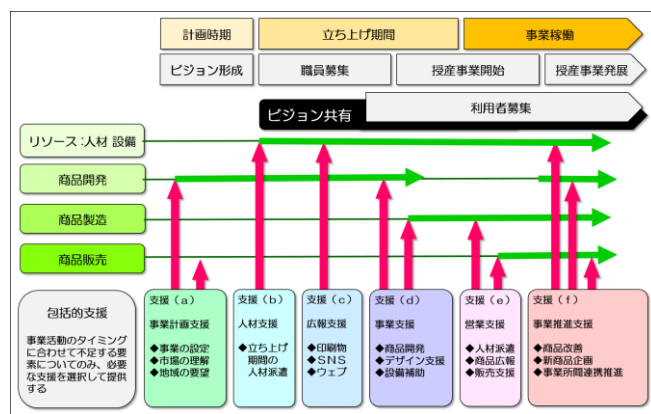 計画時期
立ち上げ期間
事業稼働
ビジョン形成
職員募集
授産事業開始
授産事業発展
ビジョン共有
利用者募集
リソース：人材 設備
商品開発
商品製造
商品販売
包括的支援
事業活動のタイミング
に合わせて不足する要
素についてのみ、必要
な支援を選択して提供
する
支援（a）
事業計画支援
◆事業の設定
◆市場の理解
◆地域の要望
支援（b）
人材支援
◆立ち上げ
期間の
人材派遣
支援（c）
広報支援
◆印刷物
◆SNS
◆ウェブ
支援（d）
事業支援
◆商品開発
◆デザイン支援
◆設備補助
支援（e）
営業支援
◆人材派遣
◆商品広報
◆販売支援
支援（f）
事業推進支援
◆商品改善
◆新商品企画
◆事業所間連携推進